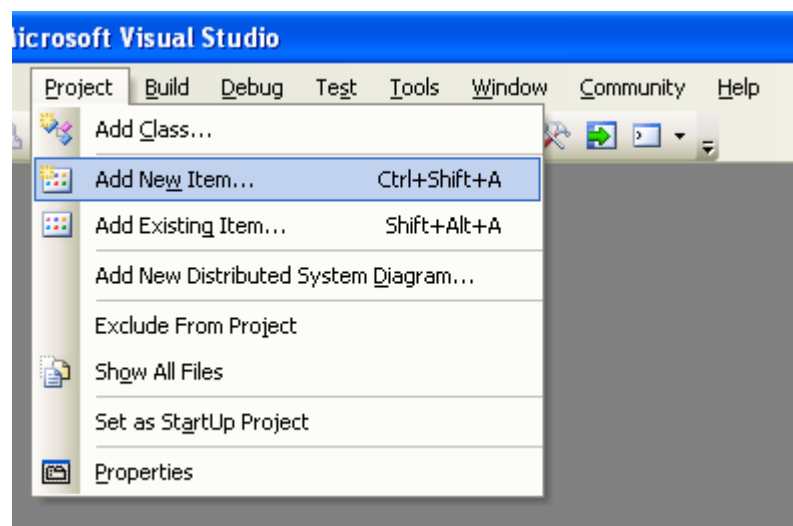 Microsoft Visual Studio
Project Build Debug Test Tools Window Community Help
Add Class...
Add New Item... Ctrl+Shift+A
Add Existing Item... Shift+Alt+A
Add New Distributed System Diagram...
Exclude From Project
Show All Files
Set as StartUp Project
Properties